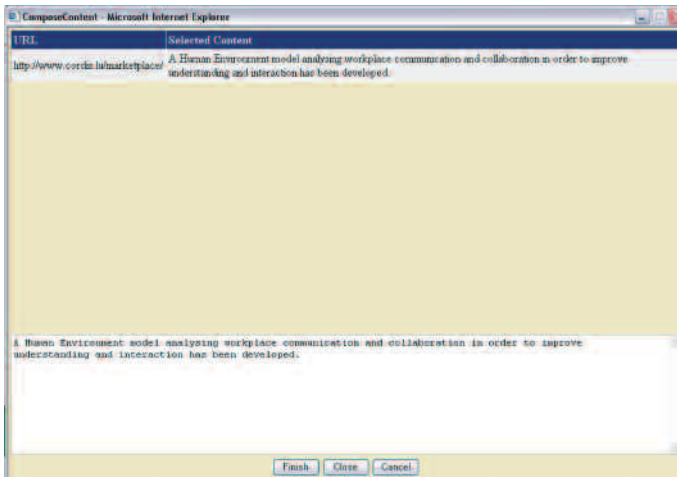 ComposeContent - Microsoft Internet Explorer
URL Selected Content
http://www.cordis.lu/marketplace/ A Human Environment model analysing workplace communication and collaboration in order to improve
understanding and interaction has been developed.
A Human Environment model analysing workplace communication and collaboration in order to improve
understanding and interaction has been developed.
Finish Close Cancel